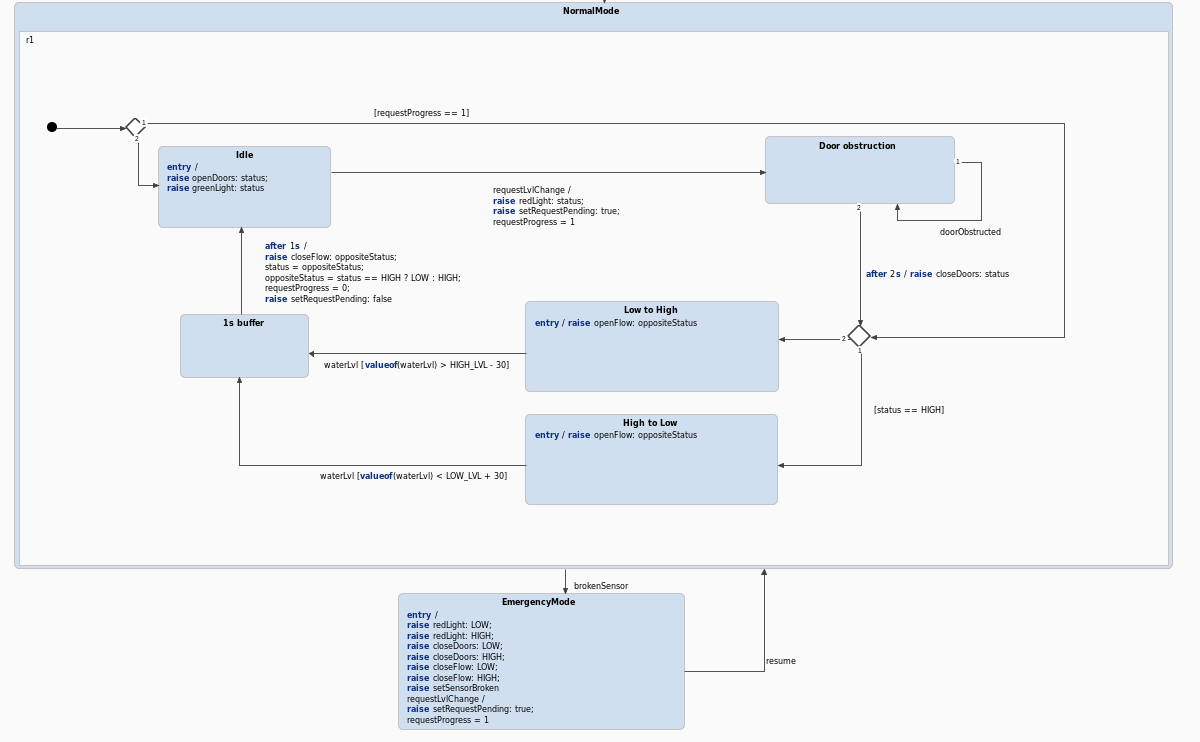 NormalMode
r1
[requestProgress == 1]
1
2
Idle
entry /
raise openDoors: status;
raise greenLight: status
Door obstruction
1
2
requestLvlChange /
raise redLight: status;
raise setRequestPending: true;
requestProgress = 1
doorObstructed
after 1s /
raise closeFlow: oppositeStatus;
status = oppositeStatus;
oppositeStatus = status == HIGH ? LOW : HIGH;
requestProgress = 0;
raise setRequestPending: false
after 2s / raise closeDoors: status
1s buffer
Low to High
entry / raise openFlow: oppositeStatus
2
1
waterLvl [valueof(waterLvl) > HIGH_LVL - 30]
[status == HIGH]
High to Low
entry / raise openFlow: oppositeStatus
waterLvl [valueof(waterLvl) < LOW_LVL + 30]
brokenSensor
EmergencyMode
entry /
raise redLight: LOW;
raise redLight: HIGH;
raise closeDoors: LOW;
raise closeDoors: HIGH;
raise closeFlow: LOW;
raise closeFlow: HIGH;
raise setSensorBroken
requestLvlChange /
raise setRequestPending: true;
requestProgress = 1
resume